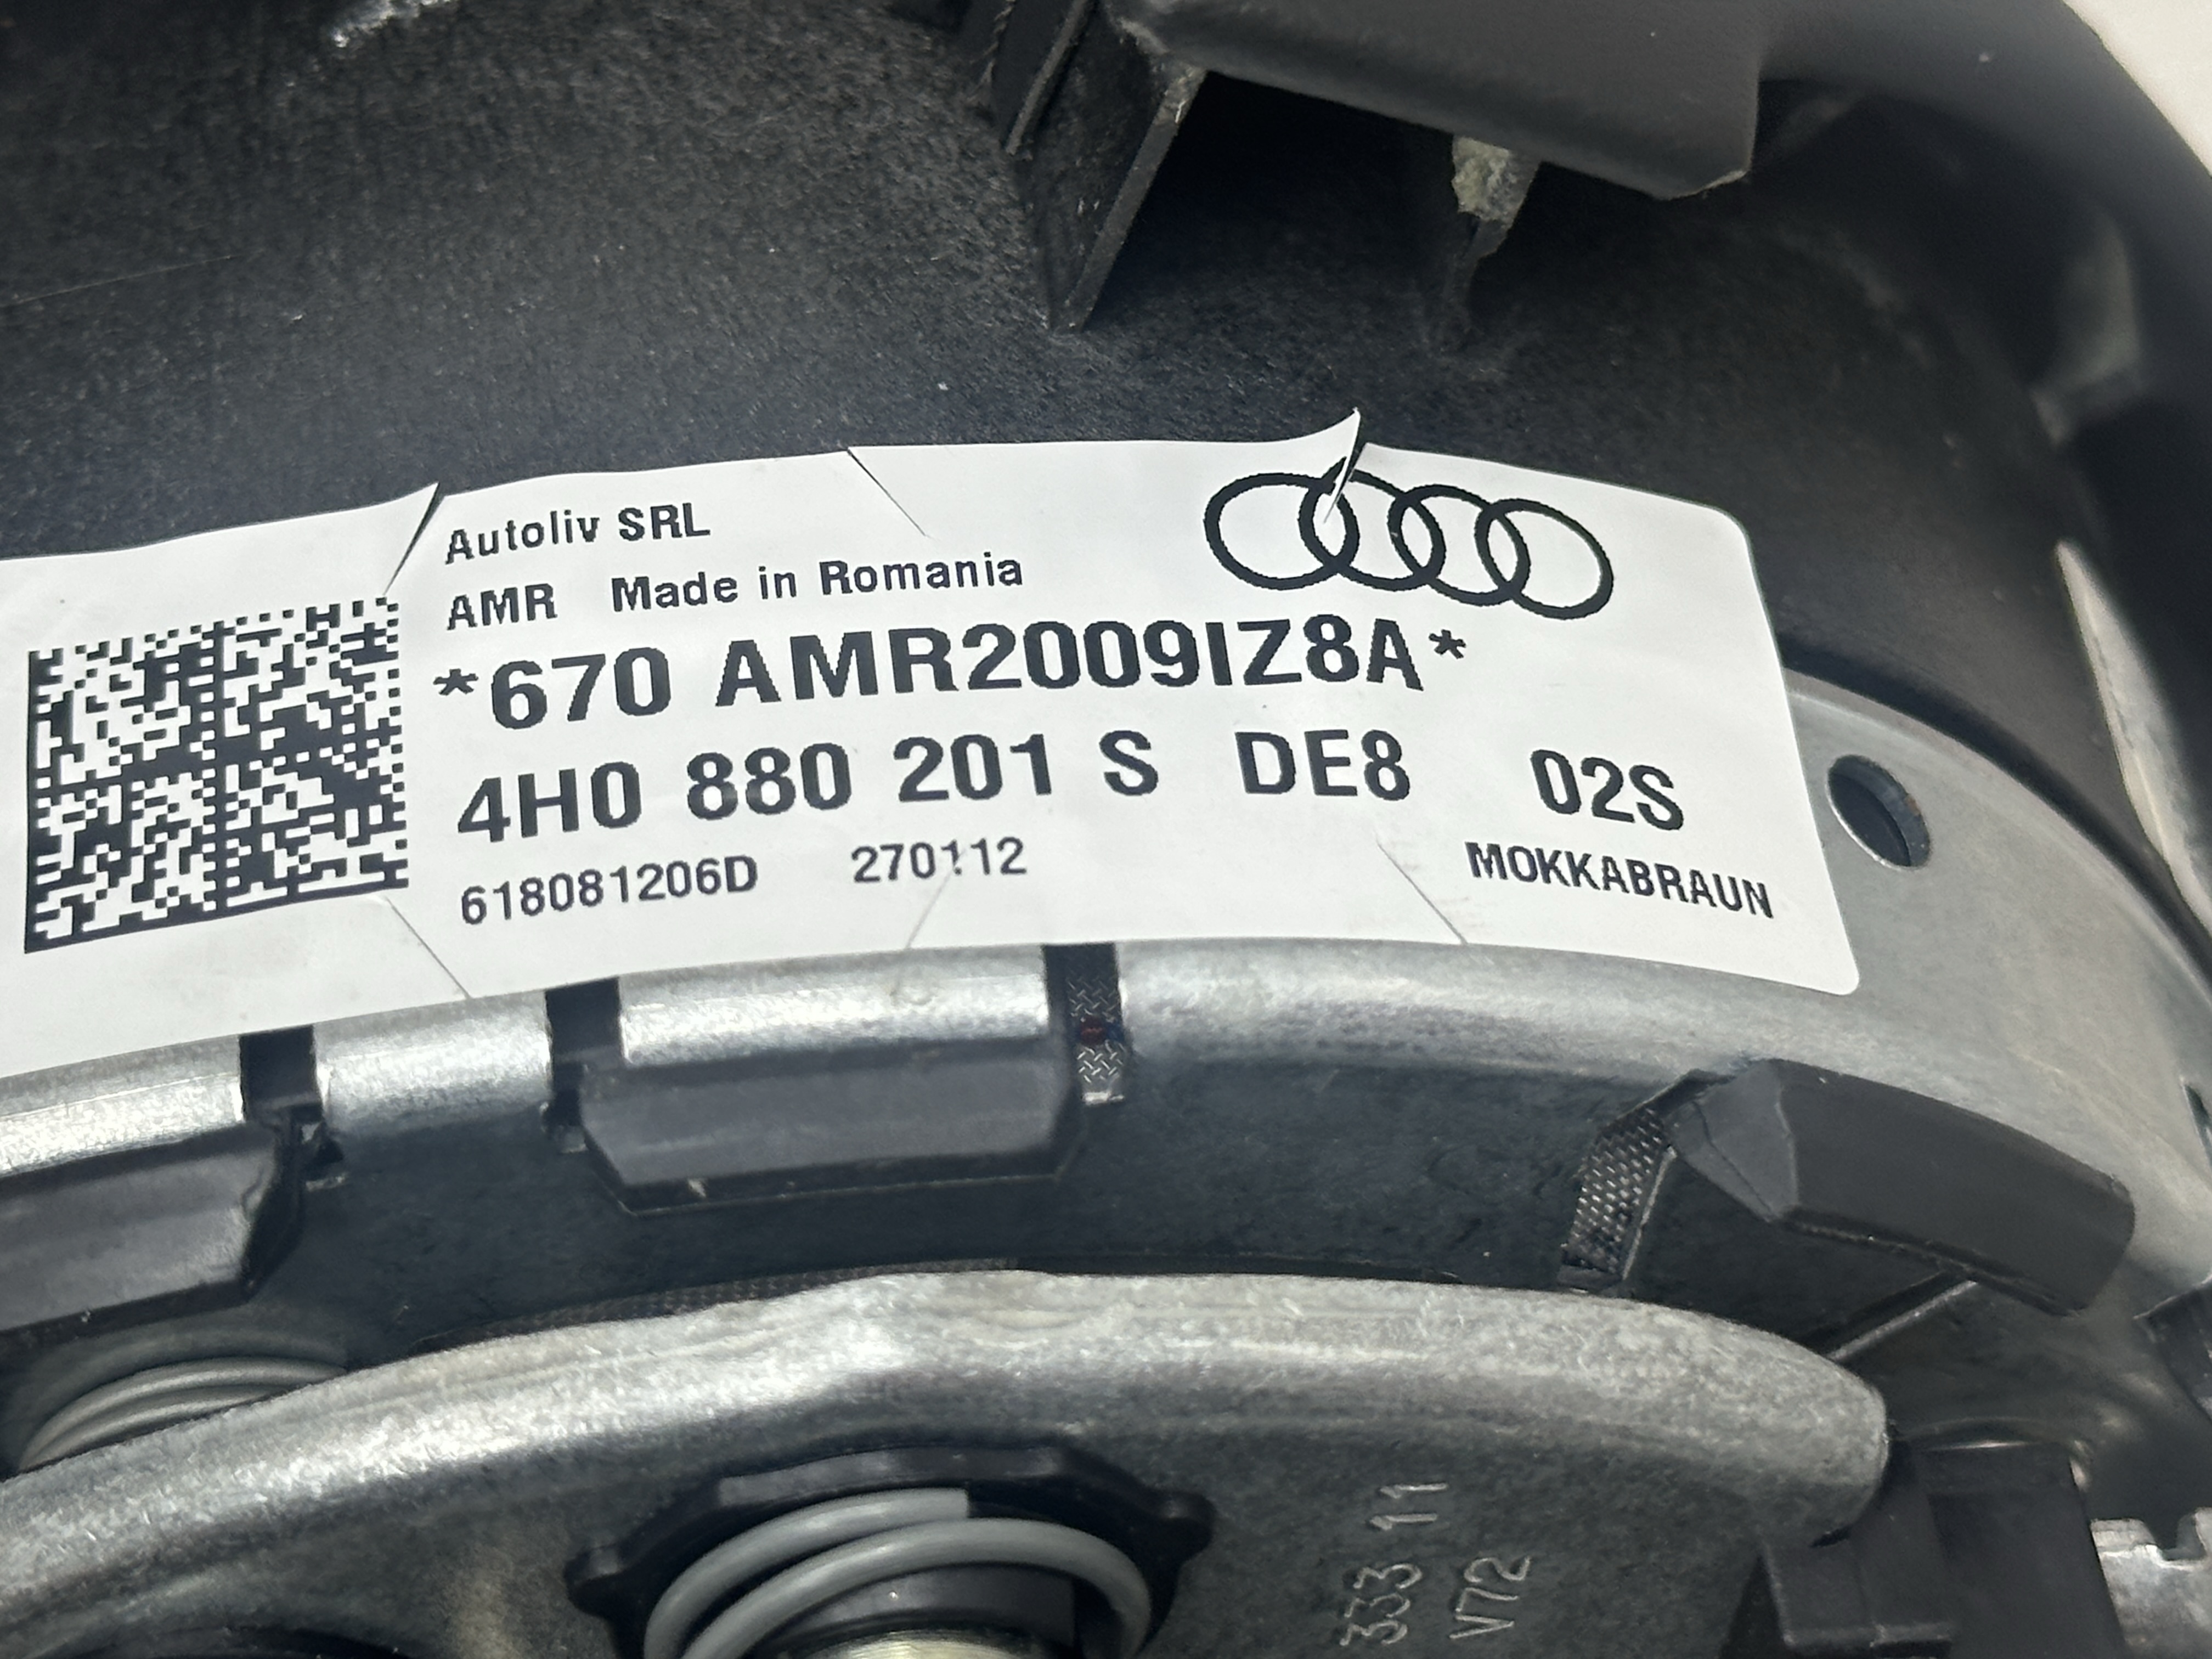 Autoliv SRL
AMR Made in Romania
*670 AMR2009IZ8A*
4H0 880 201 S DE8 02S
618081206D 270112 MOKKABRAUN
333 11
V72